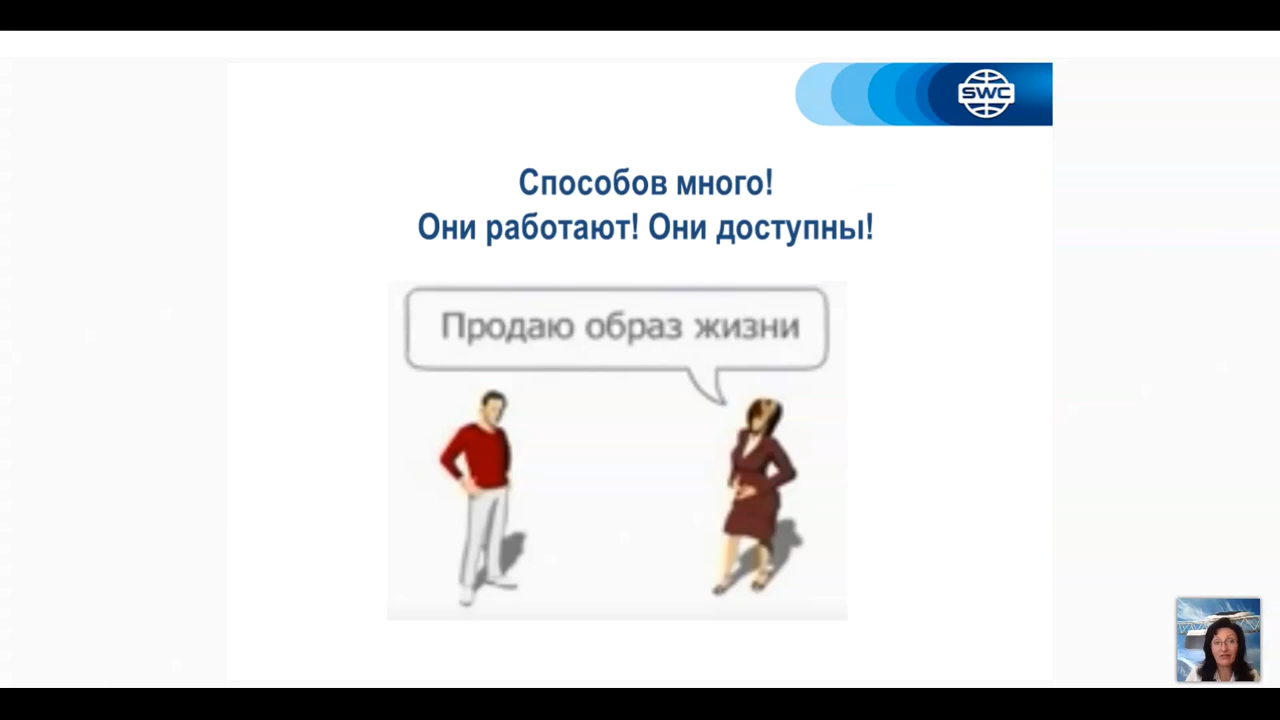 SWC
Способов много!
Они работают! Они доступны!
Продаю образ жизни